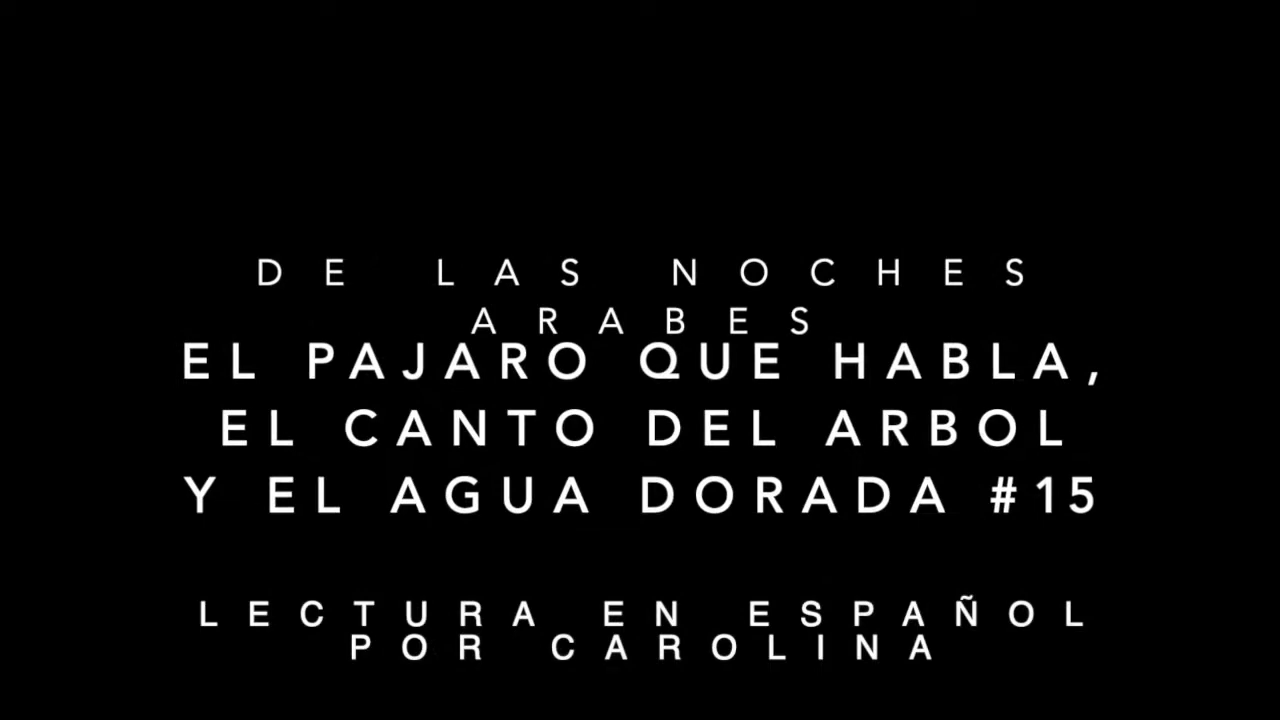 DE LAS NOCHES
ARABES
EL PAJARO QUE HABLA,
EL CANTO DEL ARBOL
Y EL AGUA DORADA #15
LECTURA EN ESPAÑOL
POR CAROLINA